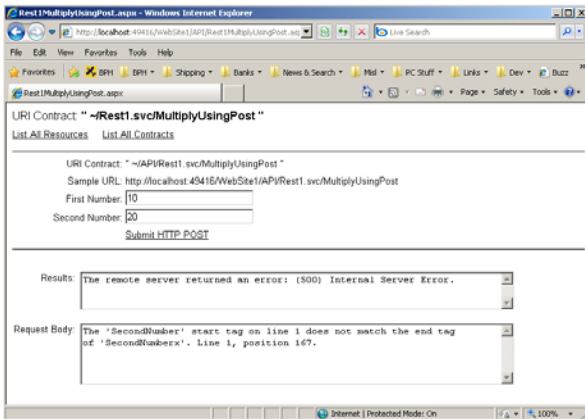 Rest1MultiplyUsingPost.aspx - Windows Internet Explorer
http://localhost:49416/WebSite1/API/Rest1MultiplyUsingPost.as
Live Search
File Edit View Favorites Tools Help
Favorites BPH BPH Shipping Banks News & Search Misl PC Stuff Links Dev Buzz
Rest1MultiplyUsingPost.aspx
Page Safety Tools
URI Contract: " ~/Rest1.svc/MultiplyUsingPost "
List All Resources List All Contracts
URI Contract: " ~/API/Rest1.svc/MultiplyUsingPost "
Sample URL: http://localhost:49416/WebSite1/API/Rest1.svc/MultiplyUsingPost
First Number: 10
Second Number: 20
Submit HTTP POST
Results: The remote server returned an error: (500) Internal Server Error.
Request Body: The 'SecondNumber' start tag on line 1 does not match the end tag
of 'SecondNumberx'. Line 1, position 167.
Internet | Protected Mode: On
100%